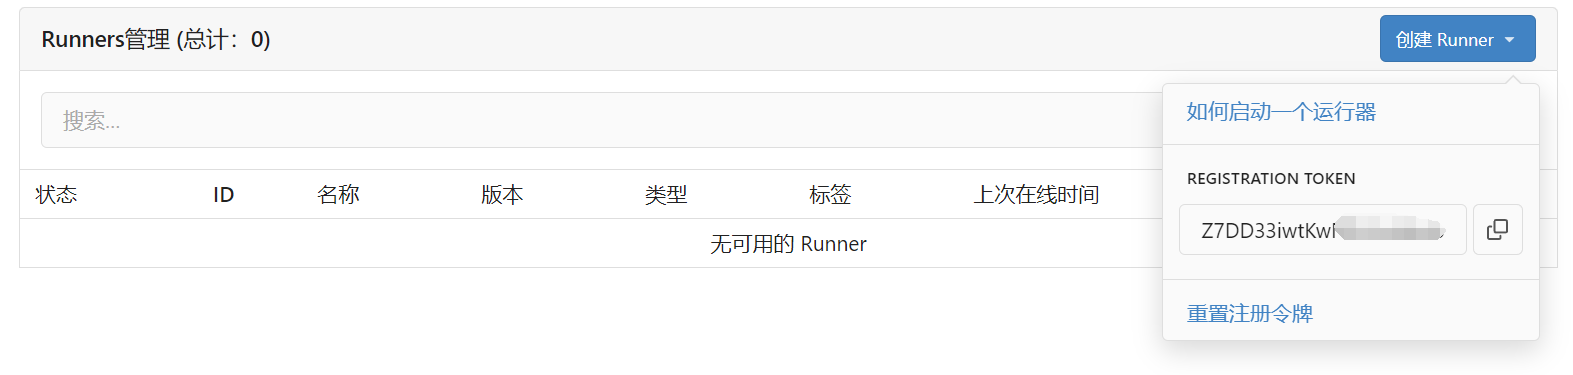 Runners管理 (总计：0)
创建 Runner
搜索...
如何启动一个运行器
REGISTRATION TOKEN
Z7DD33iwtKw
重置注册令牌
状态 ID 名称 版本 类型 标签 上次在线时间
无可用的 Runner